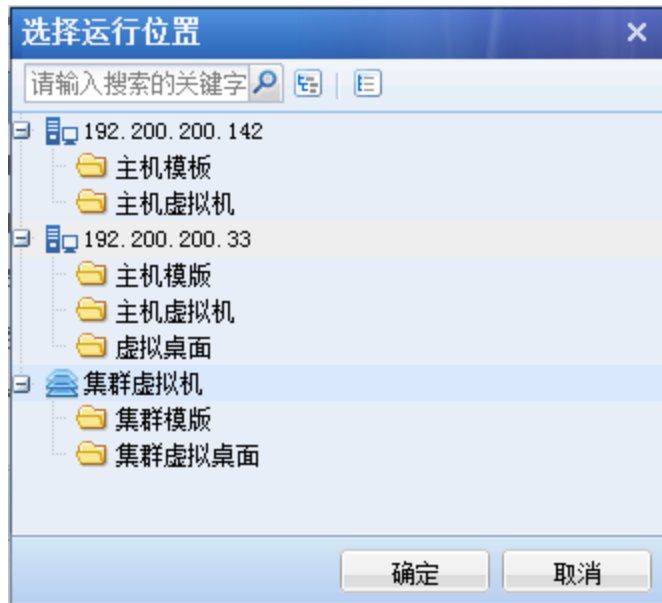 选择运行位置
请输入搜索的关键字
192.200.200.142
主机模板
主机虚拟机
192.200.200.33
主机模版
主机虚拟机
虚拟桌面
集群虚拟机
集群模版
集群虚拟桌面
确定 取消